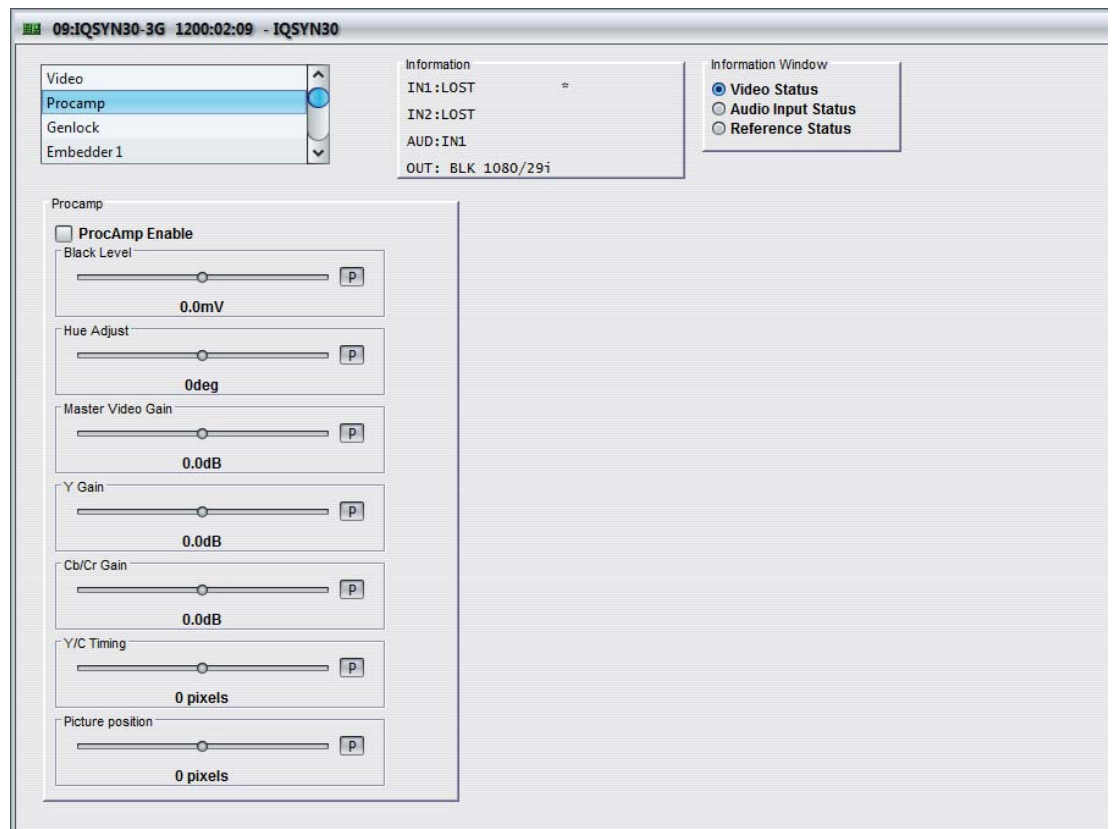 09:IQSYN30-3G 1200:02:09 - IQSYN30
Video
Procamp
Genlock
Embedder 1
Information
IN1:LOST *
IN2:LOST
AUD:IN1
OUT: BLK 1080/29i
Information Window
Video Status
Audio Input Status
Reference Status
Procamp
ProcAmp Enable
Black Level
P
0.0mV
Hue Adjust
P
0deg
Master Video Gain
P
0.0dB
Y Gain
P
0.0dB
Cb/Cr Gain
P
0.0dB
Y/C Timing
P
0 pixels
Picture position
P
0 pixels